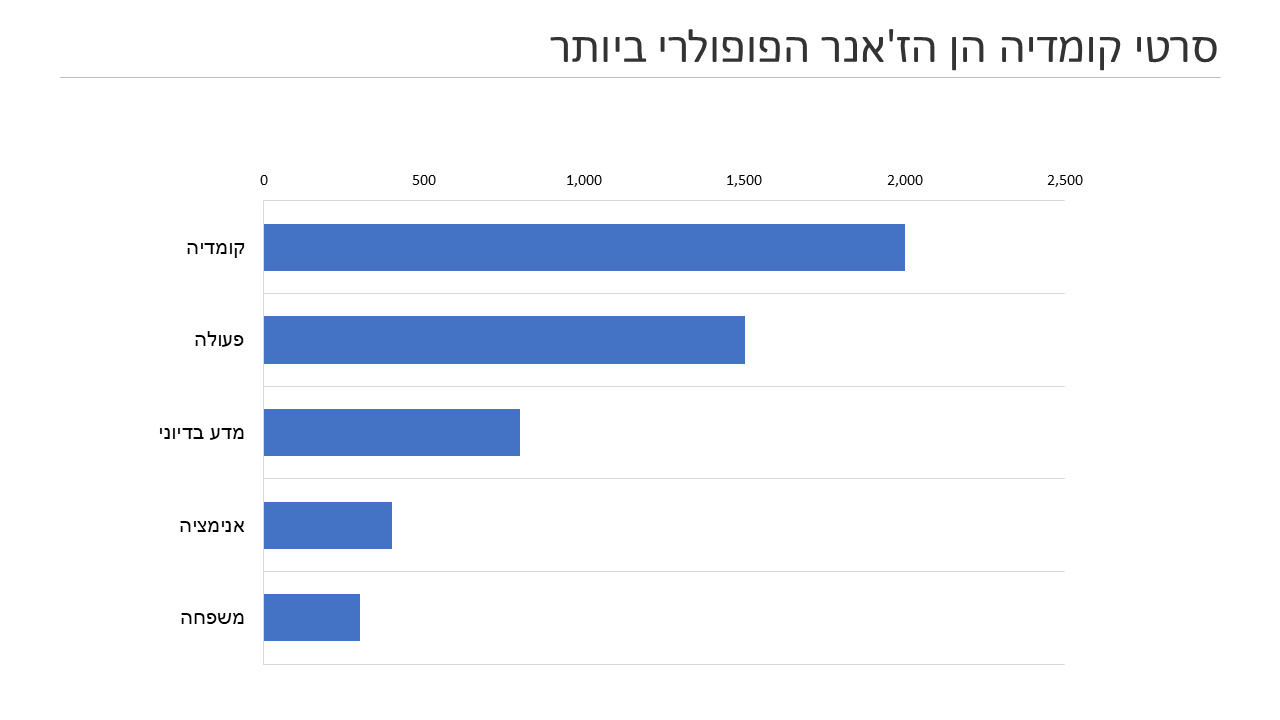 סרטי קומדיה הן הז'אנר הפופולרי ביותר
0 500 1,000 1,500 2,000 2,500
קומדיה
פעולה
מדע בדיוני
אנימציה
משפחה